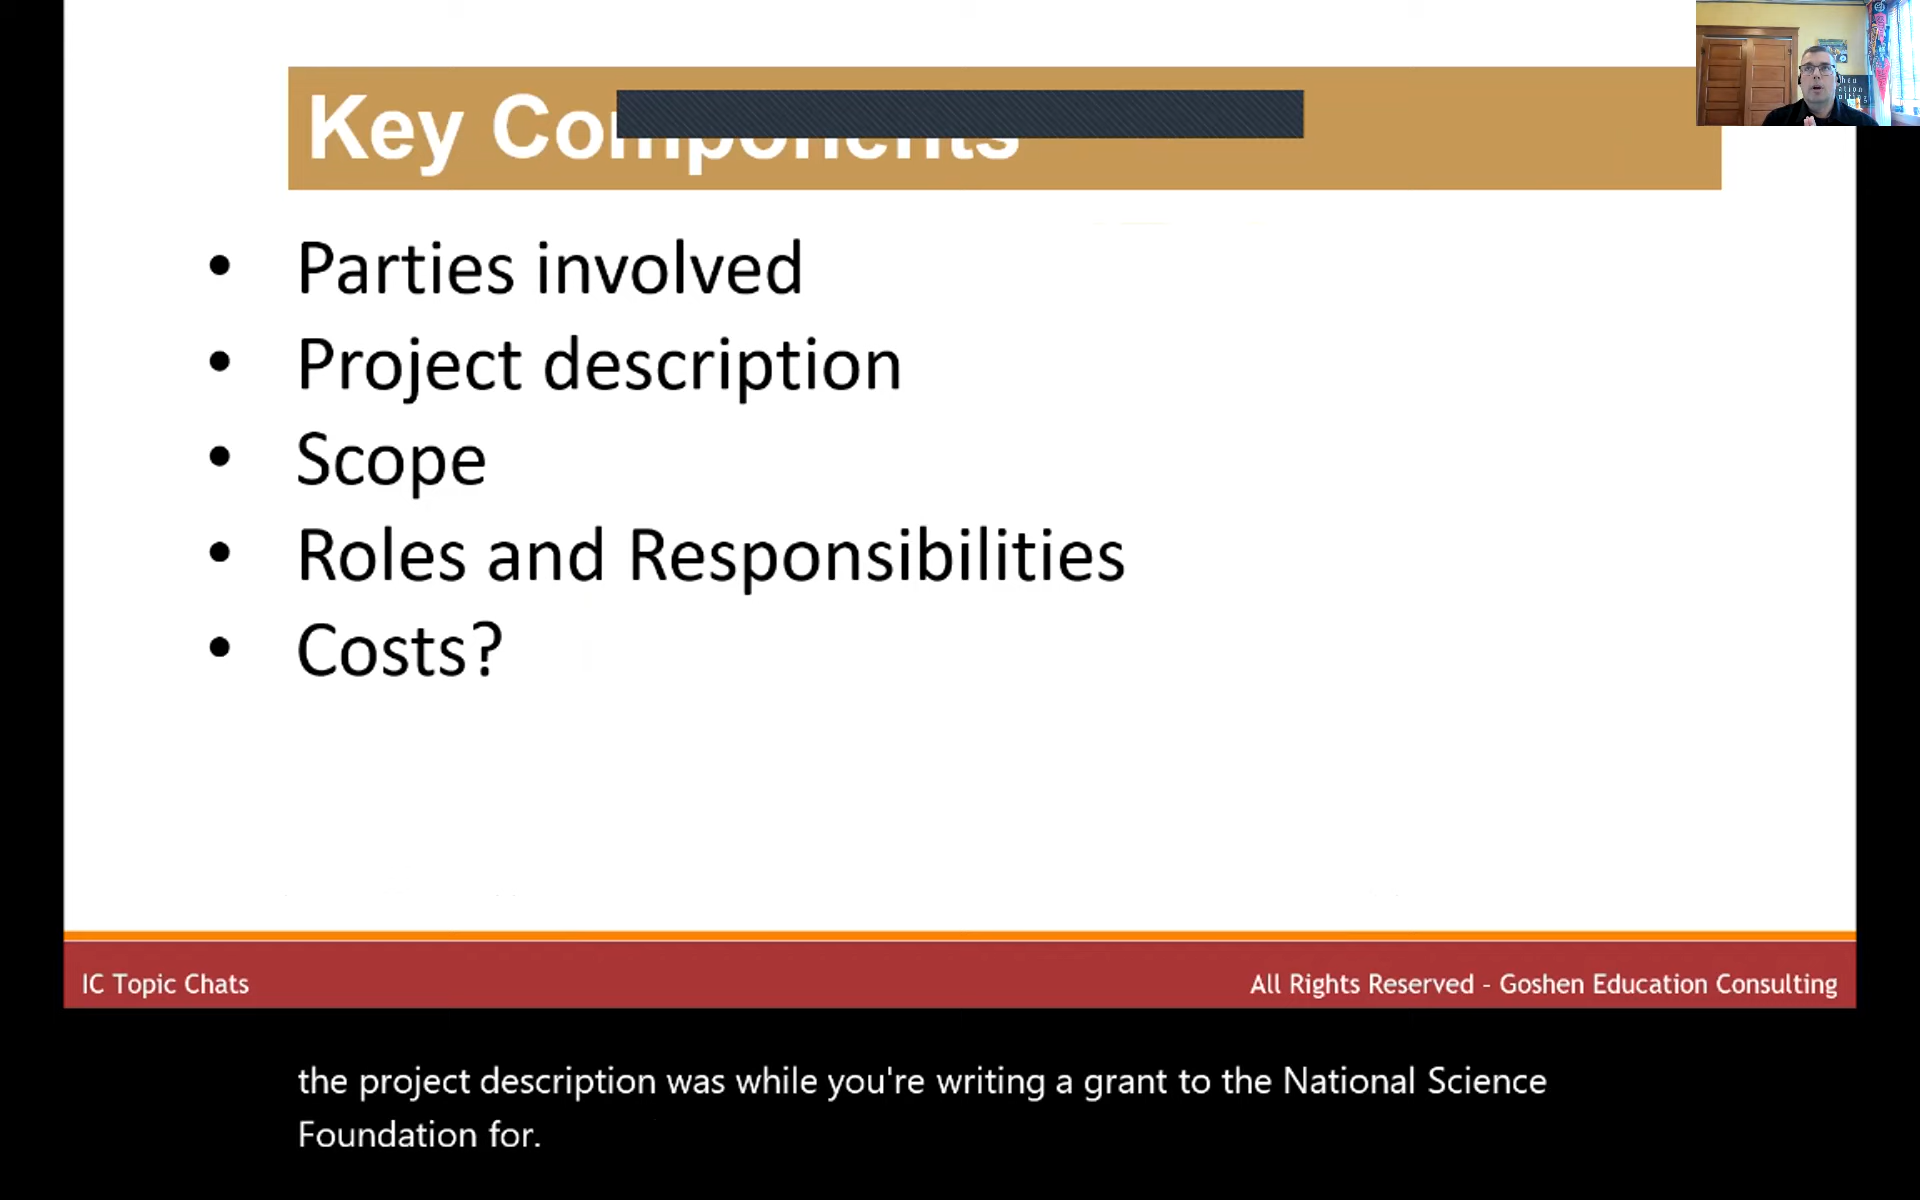 Key Components
• Parties involved
• Project description
• Scope
• Roles and Responsibilities
• Costs?
IC Topic Chats
All Rights Reserved - Goshen Education Consulting
the project description was while you're writing a grant to the National Science
Foundation for.